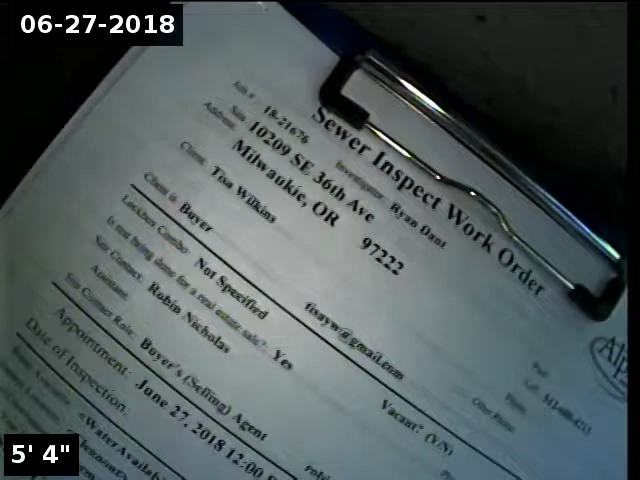 06-27-2018
Sewer Inspect Work Order
Job # 18-21676 Investigator Ryan
Site 10209 SE 36th Ave
Address: Milwaukie, OR 97222
Client: Tisa Wilkins
Client is Buyer tisayw@gmail.com
Lockbox Combo: Not Specified
Is test being done for a real estate sale? Yes Vacant? (Y/N)
Site Contact: Robin Nicholas
Site Contact Role: Buyer's (Selling) Agent
Appointment:
Date of Inspection: June 27, 2018 12:00
5' 4"